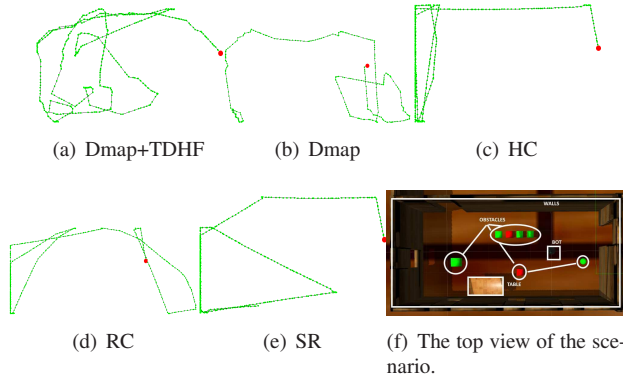 (a) Dmap+TDHF
(b) Dmap
(c) HC
WALLS
OBSTACLES
BOT
TABLE
(d) RC
(e) SR
(f) The top view of the sce-
nario.